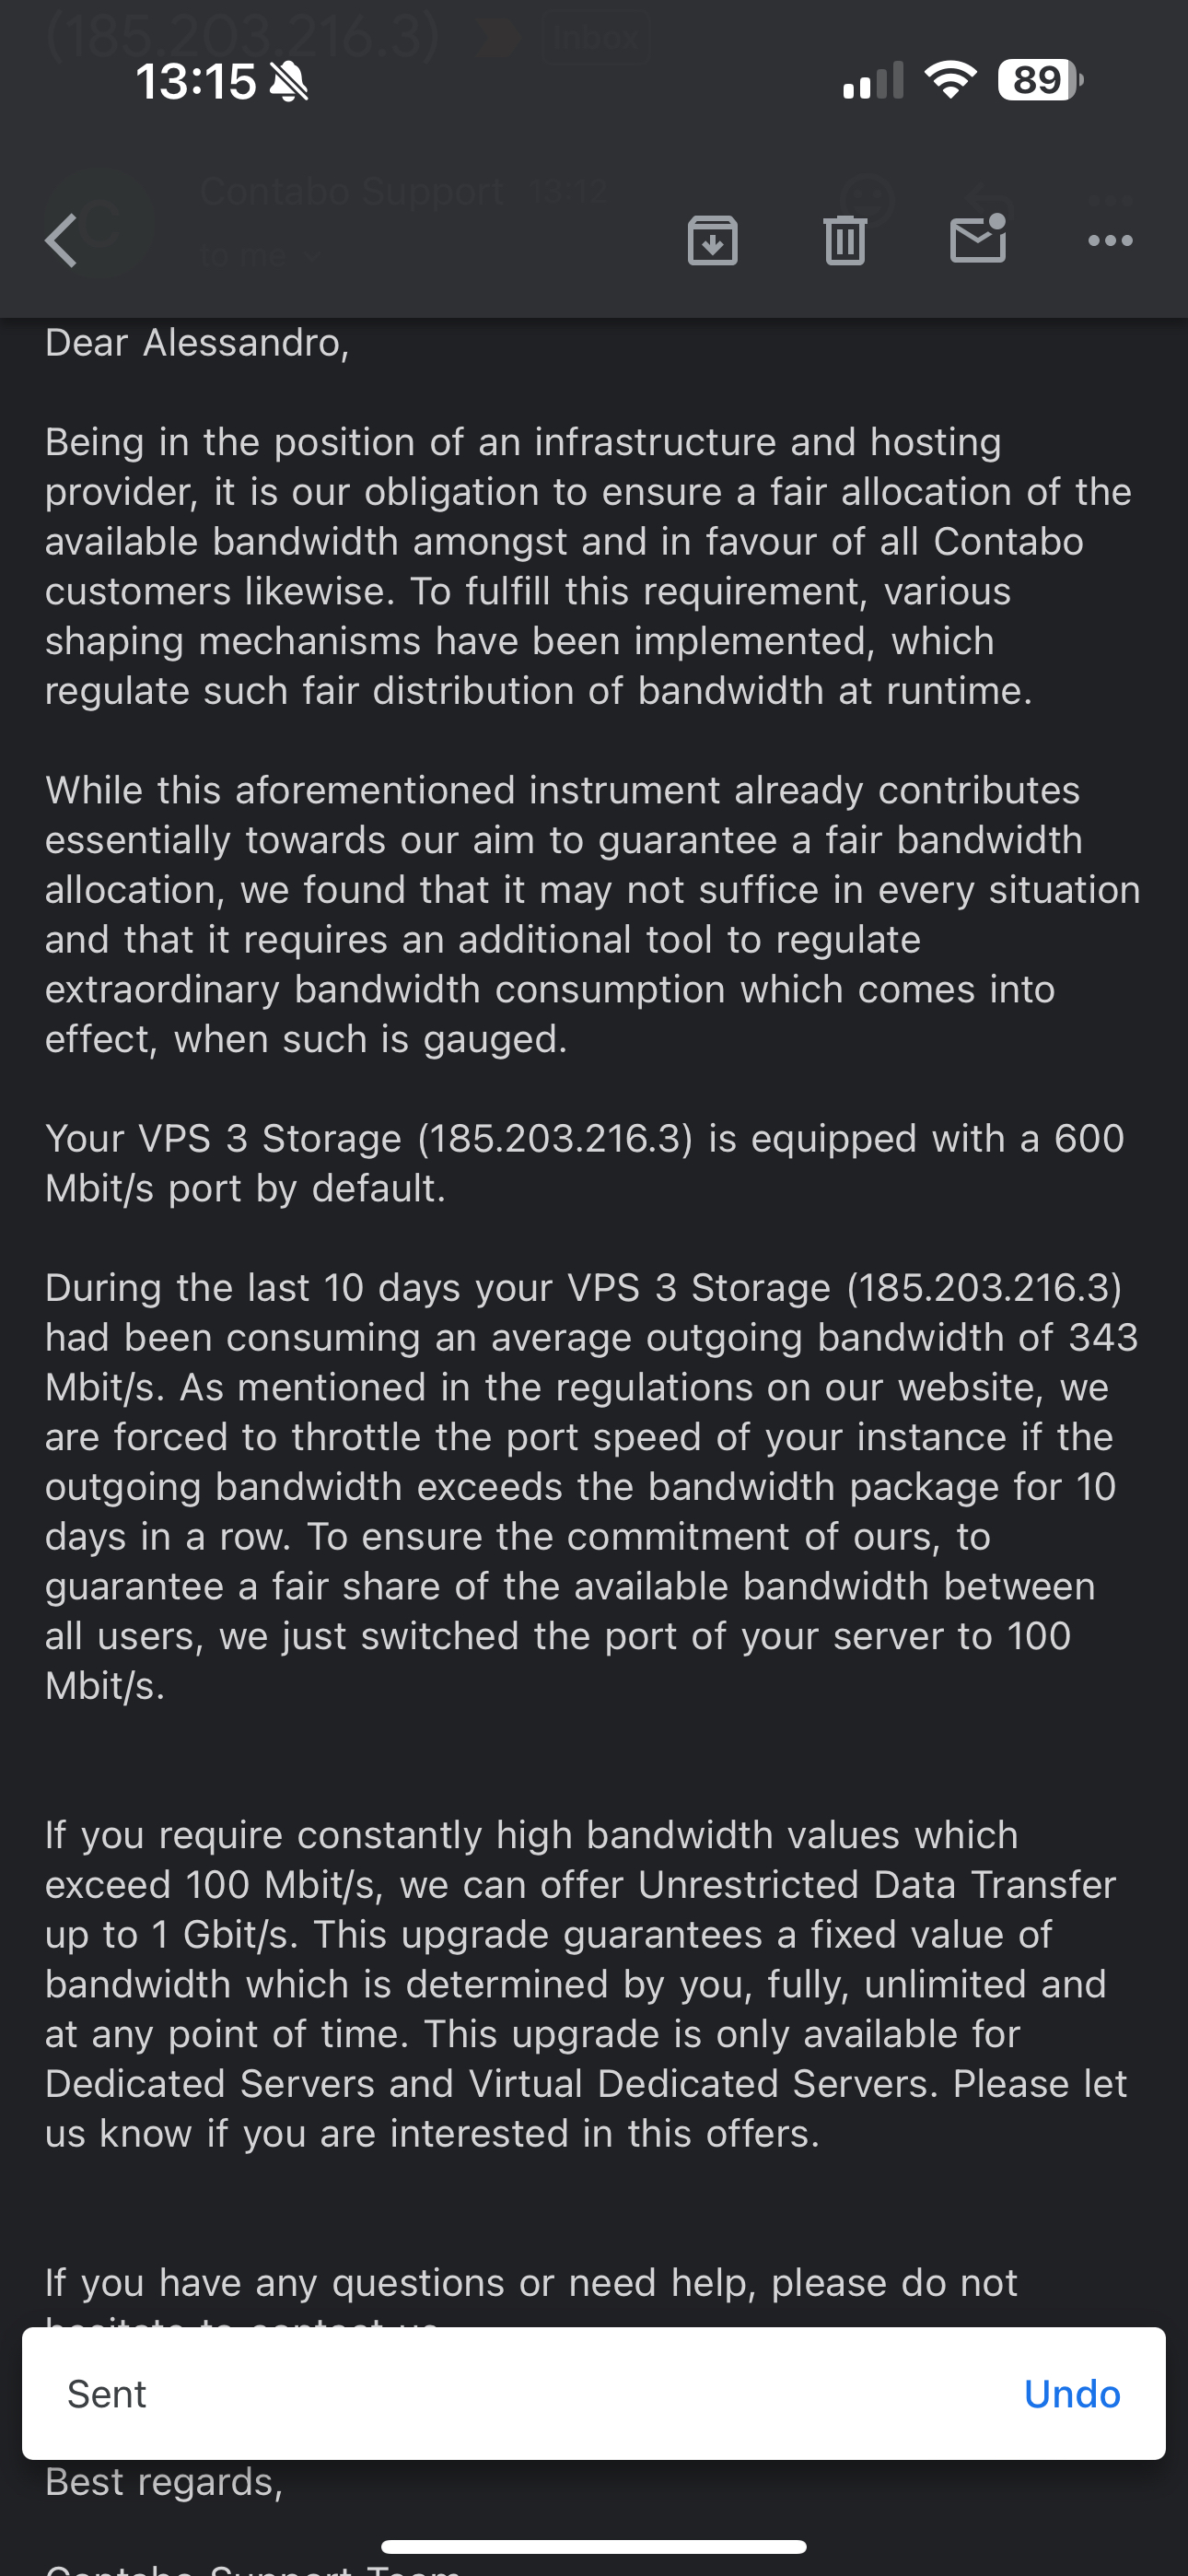 (185.203.216.3) Inbox
13:15 89
Contabo Support 13:12
C
to me
Dear Alessandro,
Being in the position of an infrastructure and hosting
provider, it is our obligation to ensure a fair allocation of the
available bandwidth amongst and in favour of all Contabo
customers likewise. To fulfill this requirement, various
shaping mechanisms have been implemented, which
regulate such fair distribution of bandwidth at runtime.
While this aforementioned instrument already contributes
essentially towards our aim to guarantee a fair bandwidth
allocation, we found that it may not suffice in every situation
and that it requires an additional tool to regulate
extraordinary bandwidth consumption which comes into
effect, when such is gauged.
Your VPS 3 Storage (185.203.216.3) is equipped with a 600
Mbit/s port by default.
During the last 10 days your VPS 3 Storage (185.203.216.3)
had been consuming an average outgoing bandwidth of 343
Mbit/s. As mentioned in the regulations on our website, we
are forced to throttle the port speed of your instance if the
outgoing bandwidth exceeds the bandwidth package for 10
days in a row. To ensure the commitment of ours, to
guarantee a fair share of the available bandwidth between
all users, we just switched the port of your server to 100
Mbit/s.
If you require constantly high bandwidth values which
exceed 100 Mbit/s, we can offer Unrestricted Data Transfer
up to 1 Gbit/s. This upgrade guarantees a fixed value of
bandwidth which is determined by you, fully, unlimited and
at any point of time. This upgrade is only available for
Dedicated Servers and Virtual Dedicated Servers. Please let
us know if you are interested in this offers.
If you have any questions or need help, please do not
hesitate to contact us.
Sent Undo
Best regards,
Contabo Support Team